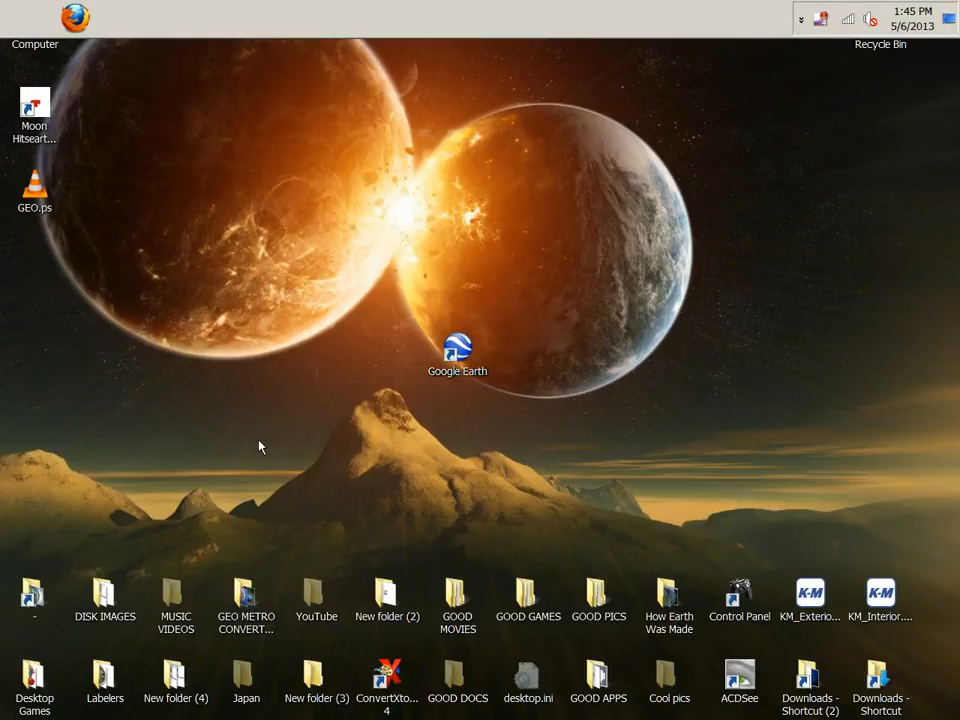 1:45 PM
5/6/2013
Computer
Recycle Bin
Moon
Hitseart...
GEO.ps
Google Earth
-
DISK IMAGES
MUSIC
VIDEOS
GEO METRO
CONVERT...
YouTube
New folder (2)
GOOD
MOVIES
GOOD GAMES
GOOD PICS
How Earth
Was Made
Control Panel
K-M
KM_Exterio...
K-M
KM_Interior....
Desktop
Games
Labelers
New folder (4)
Japan
New folder (3)
ConvertXto...
4
GOOD DOCS
desktop.ini
GOOD APPS
Cool pics
ACDSee
Downloads -
Shortcut (2)
Downloads -
Shortcut